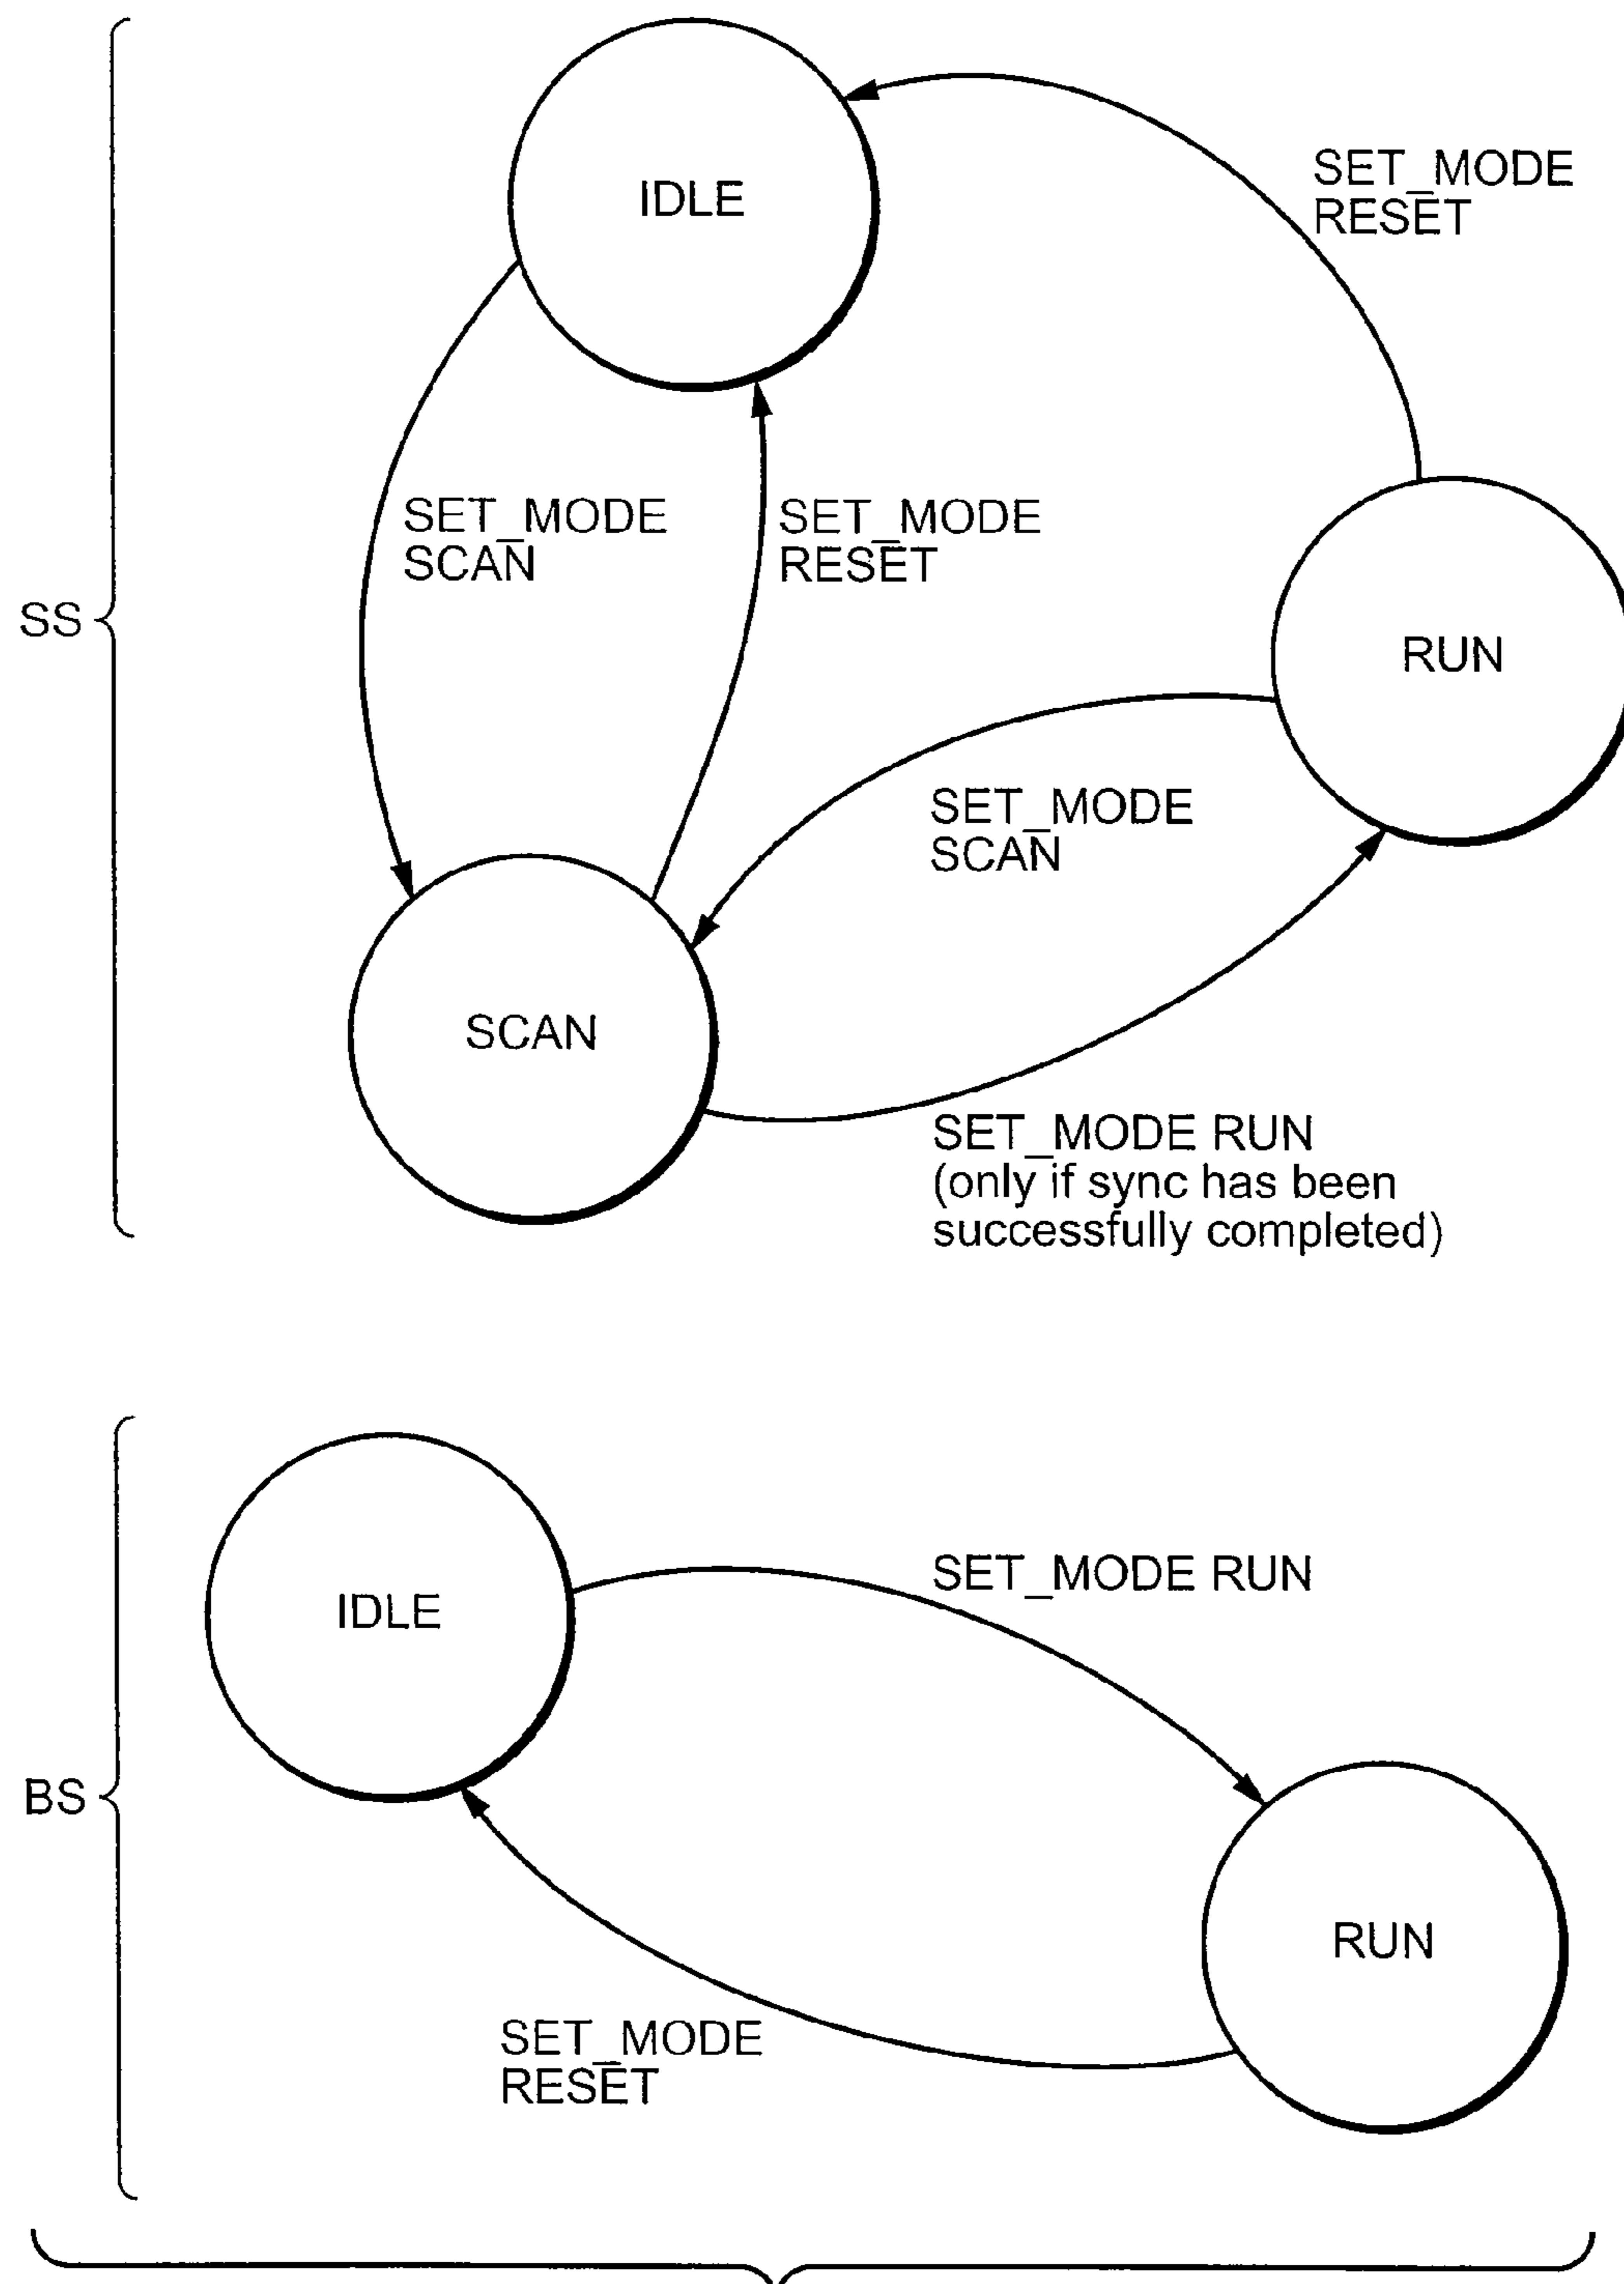 IDLE
SET_MODE
RESET
SET_MODE
SCAN
SET_MODE
RESET
SS
RUN
SET_MODE
SCAN
SCAN
SET_MODE RUN
(only if sync has been
successfully completed)
SET_MODE RUN
IDLE
BS
RUN
SET_MODE
RESET